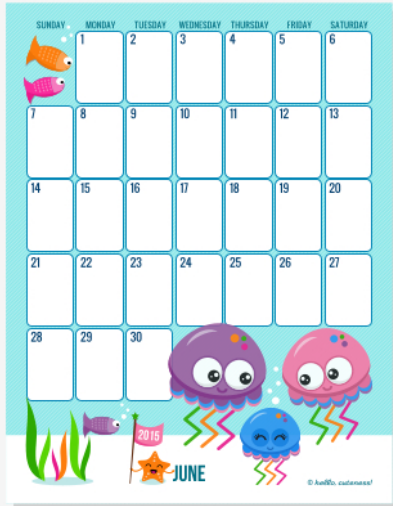 SUNDAY MONDAY TUESDAY WEDNESDAY THURSDAY FRIDAY SATURDAY
1 2 3 4 5 6
7 8 9 10 11 12 13
14 15 16 17 18 19 20
21 22 23 24 25 26 27
28 29 30
2015
JUNE
© hello, cuteness!